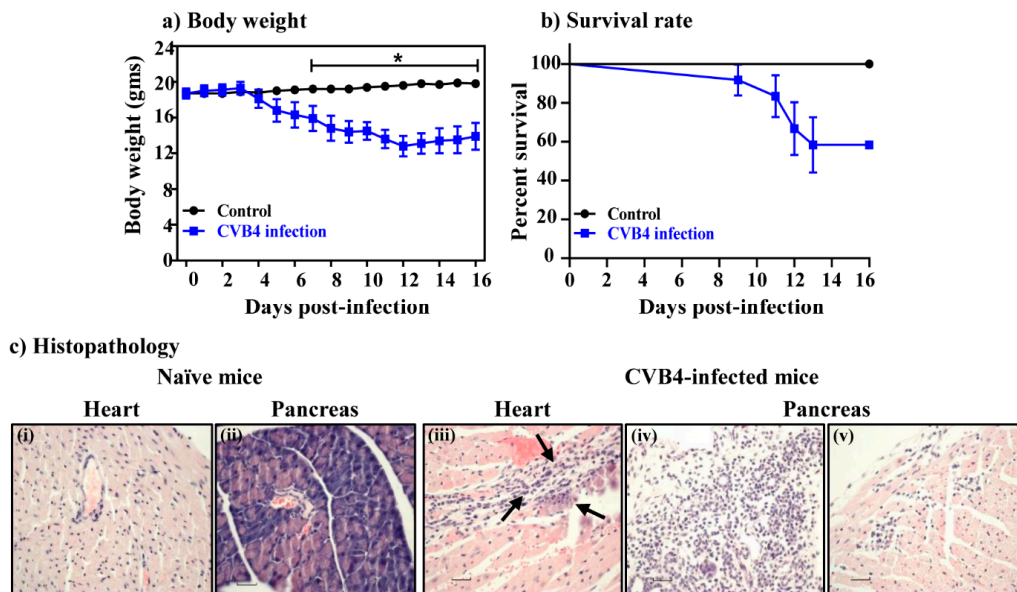 a) Body weight
b) Survival rate
24
20
16
12
8
4
0
Body weight (gms)
*
Control
CVB4 infection
0 2 4 6 8 10 12 14 16
Days post-infection
100
80
60
40
20
0
Percent survival
Control
CVB4 infection
0 2 4 6 8 10 12 14 16
Days post-infection
c) Histopathology
Naïve mice
CVB4-infected mice
Heart
Pancreas
Heart
Pancreas
(i)
(ii)
(iii)
(iv)
(v)